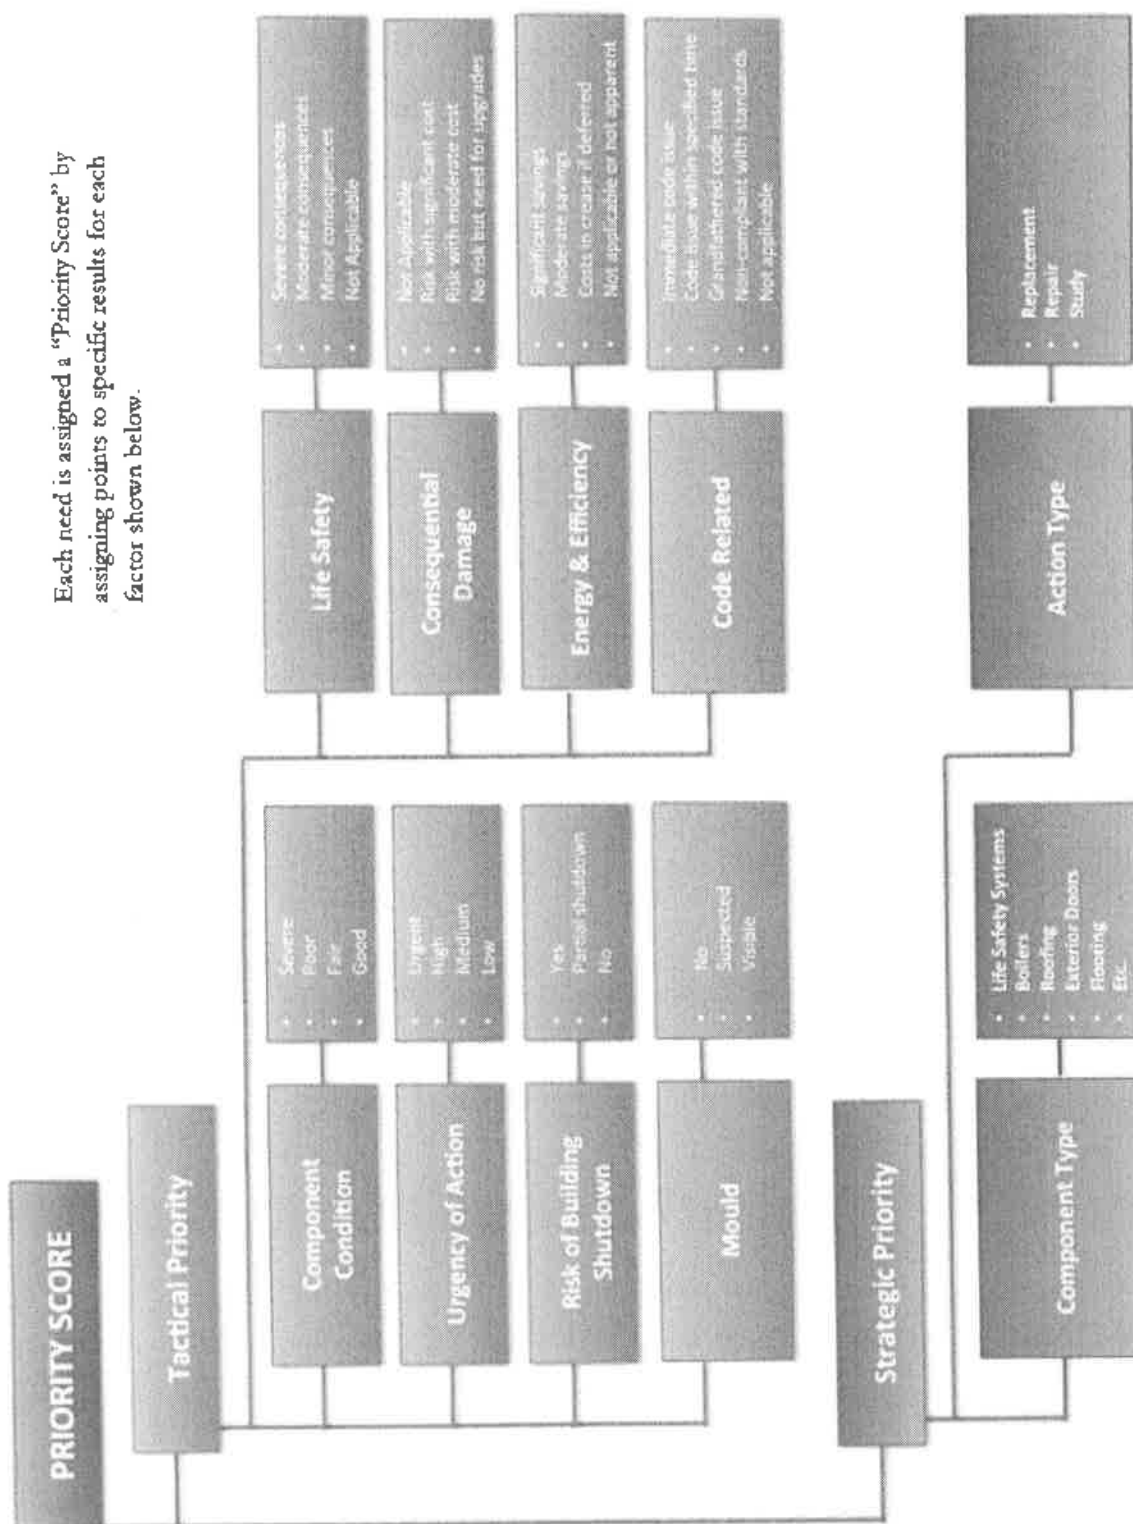 Each need is assigned a "Priority Score" by
assigning points to specific results for each
factor shown below.
PRIORITY SCORE
Tactical Priority
Component
Condition
• Severe
• Poor
• Fair
• Good
Urgency of Action
• Urgent
• High
• Medium
• Low
Risk of Building
Shutdown
• Yes
• Partial shutdown
• No
Mould
• No
• Suspected
• Visible
Life Safety
• Severe consequences
• Moderate consequences
• Minor consequences
• Not Applicable
Consequential
Damage
• Not Applicable
• Risk with significant cost
• Risk with moderate cost
• No risk but need for upgrades
Energy & Efficiency
• Significant savings
• Moderate savings
• Costs increase if deferred
• Not applicable or not apparent
Code Related
• Immediate code issue
• Code issue within specified time
• Grandfathered code issue
• Non-compliant with standards
• Not applicable
Strategic Priority
Component Type
• Life Safety Systems
• Boilers
• Roofing
• Exterior Doors
• Flooring
• Etc.
Action Type
• Replacement
• Repair
• Study